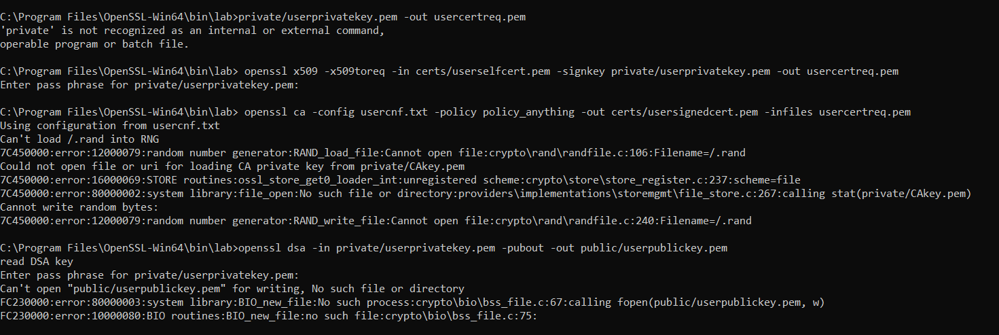 C:\Program Files\OpenSSL-Win64\bin\lab>private/userprivatekey.pem -out usercertreq.pem
'private' is not recognized as an internal or external command,
operable program or batch file.
C:\Program Files\OpenSSL-Win64\bin\lab> openssl x509 -x509toreq -in certs/userselfcert.pem -signkey private/userprivatekey.pem -out usercertreq.pem
Enter pass phrase for private/userprivatekey.pem:
C:\Program Files\OpenSSL-Win64\bin\lab> openssl ca -config usercnf.txt -policy policy_anything -out certs/usersignedcert.pem -infiles usercertreq.pem
Using configuration from usercnf.txt
Can't load /.rand into RNG
7C450000:error:12000079:random number generator:RAND_load_file:Cannot open file:crypto\rand\randfile.c:106:Filename=/.rand
Could not open file or uri for loading CA private key from private/CAkey.pem
7C450000:error:16000069:STORE routines:ossl_store_get0_loader_int:unregistered scheme:crypto\store\store_register.c:237:scheme=file
7C450000:error:80000002:system library:file_open:No such file or directory:providers\implementations\storemgmt\file_store.c:267:calling stat(private/CAkey.pem)
Cannot write random bytes:
7C450000:error:12000079:random number generator:RAND_write_file:Cannot open file:crypto\rand\randfile.c:240:Filename=/.rand
C:\Program Files\OpenSSL-Win64\bin\lab>openssl dsa -in private/userprivatekey.pem -pubout -out public/userpublickey.pem
read DSA key
Enter pass phrase for private/userprivatekey.pem:
Can't open "public/userpublickey.pem" for writing, No such file or directory
FC230000:error:80000003:system library:BIO_new_file:No such process:crypto\bio\bss_file.c:67:calling fopen(public/userpublickey.pem, w)
FC230000:error:10000080:BIO routines:BIO_new_file:no such file:crypto\bio\bss_file.c:75: